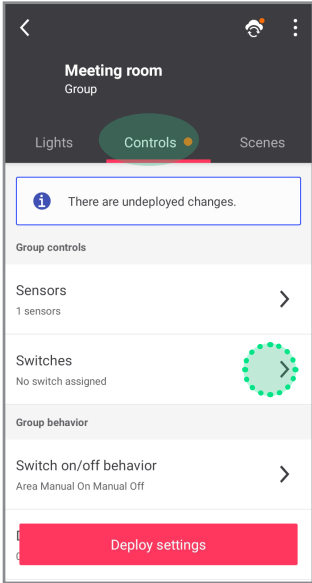 Meeting room
Group
Lights Controls Scenes
There are undeployed changes.
Group controls
Sensors
1 sensors
Switches
No switch assigned
Group behavior
Switch on/off behavior
Area Manual On Manual Off
Deploy settings